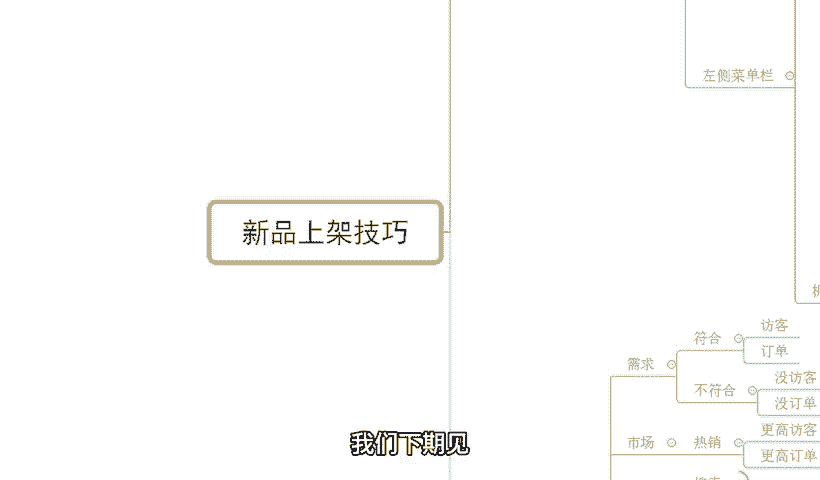 左侧菜单栏
新品上架技巧
访客
符合
订单
需求
没访客
不符合
没订单
更高访客
市场
热销
更高订单
我们下期见